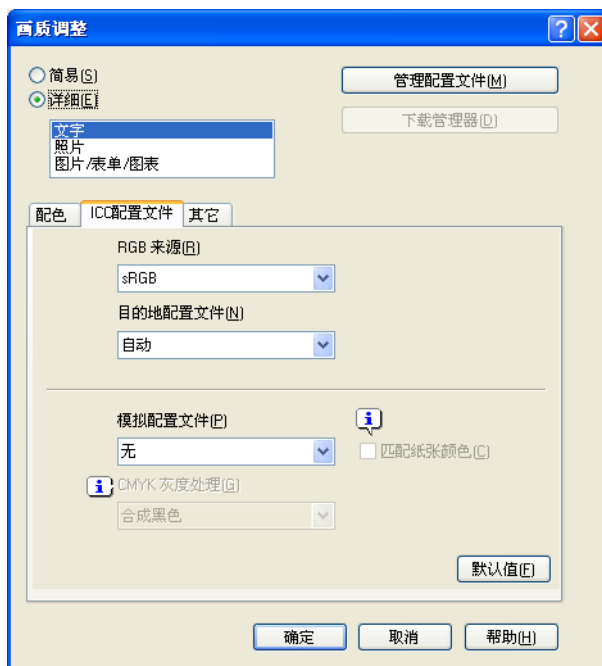 画质调整
简易(S)
管理配置文件(M)
详细(E)
下载管理器(D)
文字
照片
图片/表单/图表
配色
ICC配置文件
其它
RGB 来源(R)
sRGB
目的地配置文件(N)
自动
模拟配置文件(P)
无
匹配纸张颜色(C)
CMYK 灰度处理(G)
合成黑色
默认值(F)
确定
取消
帮助(H)